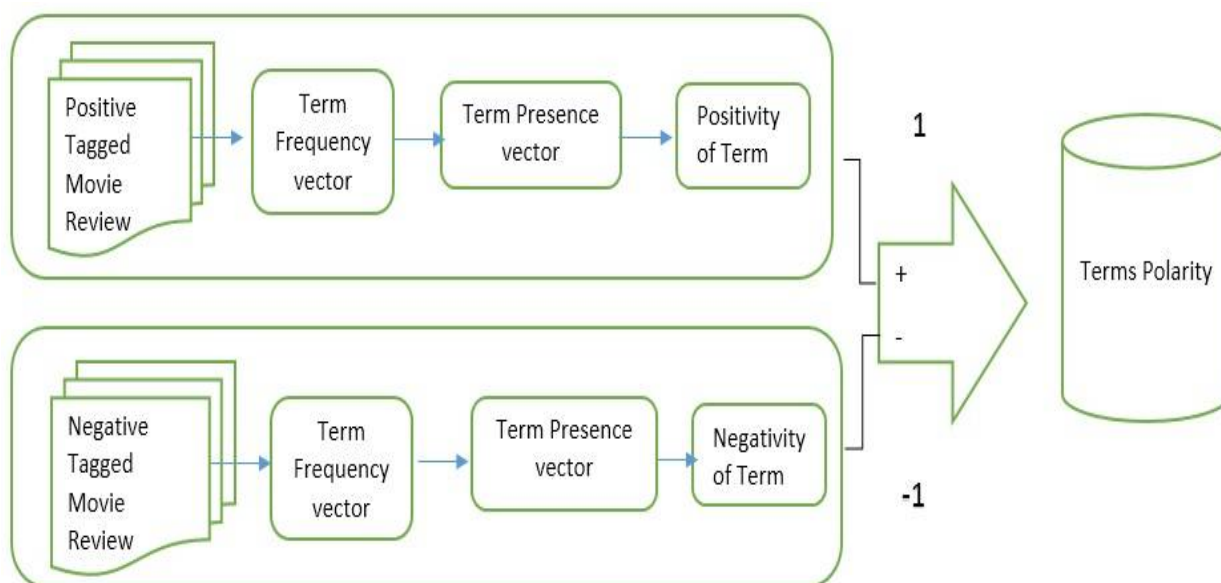 Positive
Tagged
Movie
Review
Term
Frequency
vector
Term Presence
vector
Positivity
of Term
1
+
-
Terms Polarity
Negative
Tagged
Movie
Review
Term
Frequency
vector
Term Presence
vector
Negativity
of Term
-1